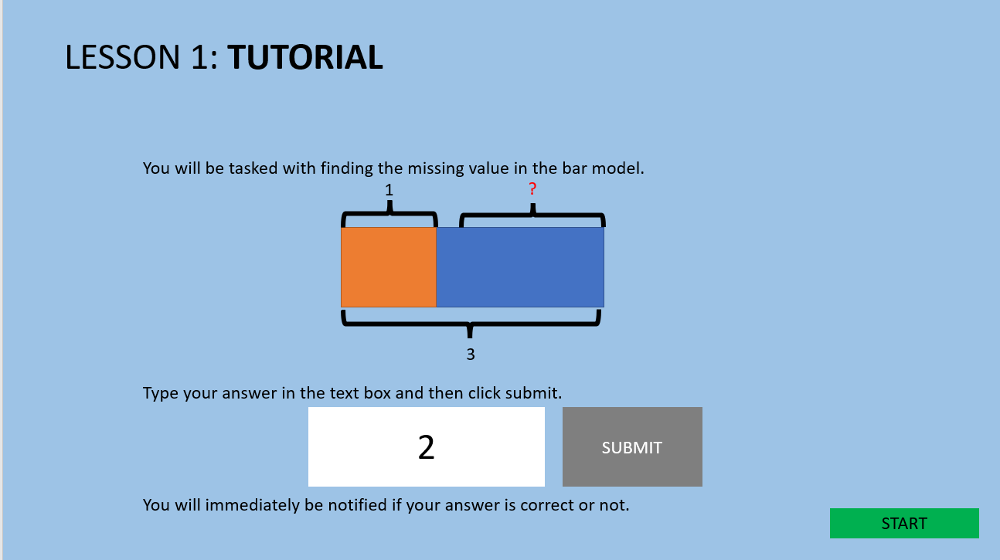 LESSON 1: TUTORIAL
You will be tasked with finding the missing value in the bar model.
1
?
3
Type your answer in the text box and then click submit.
2
SUBMIT
You will immediately be notified if your answer is correct or not.
START